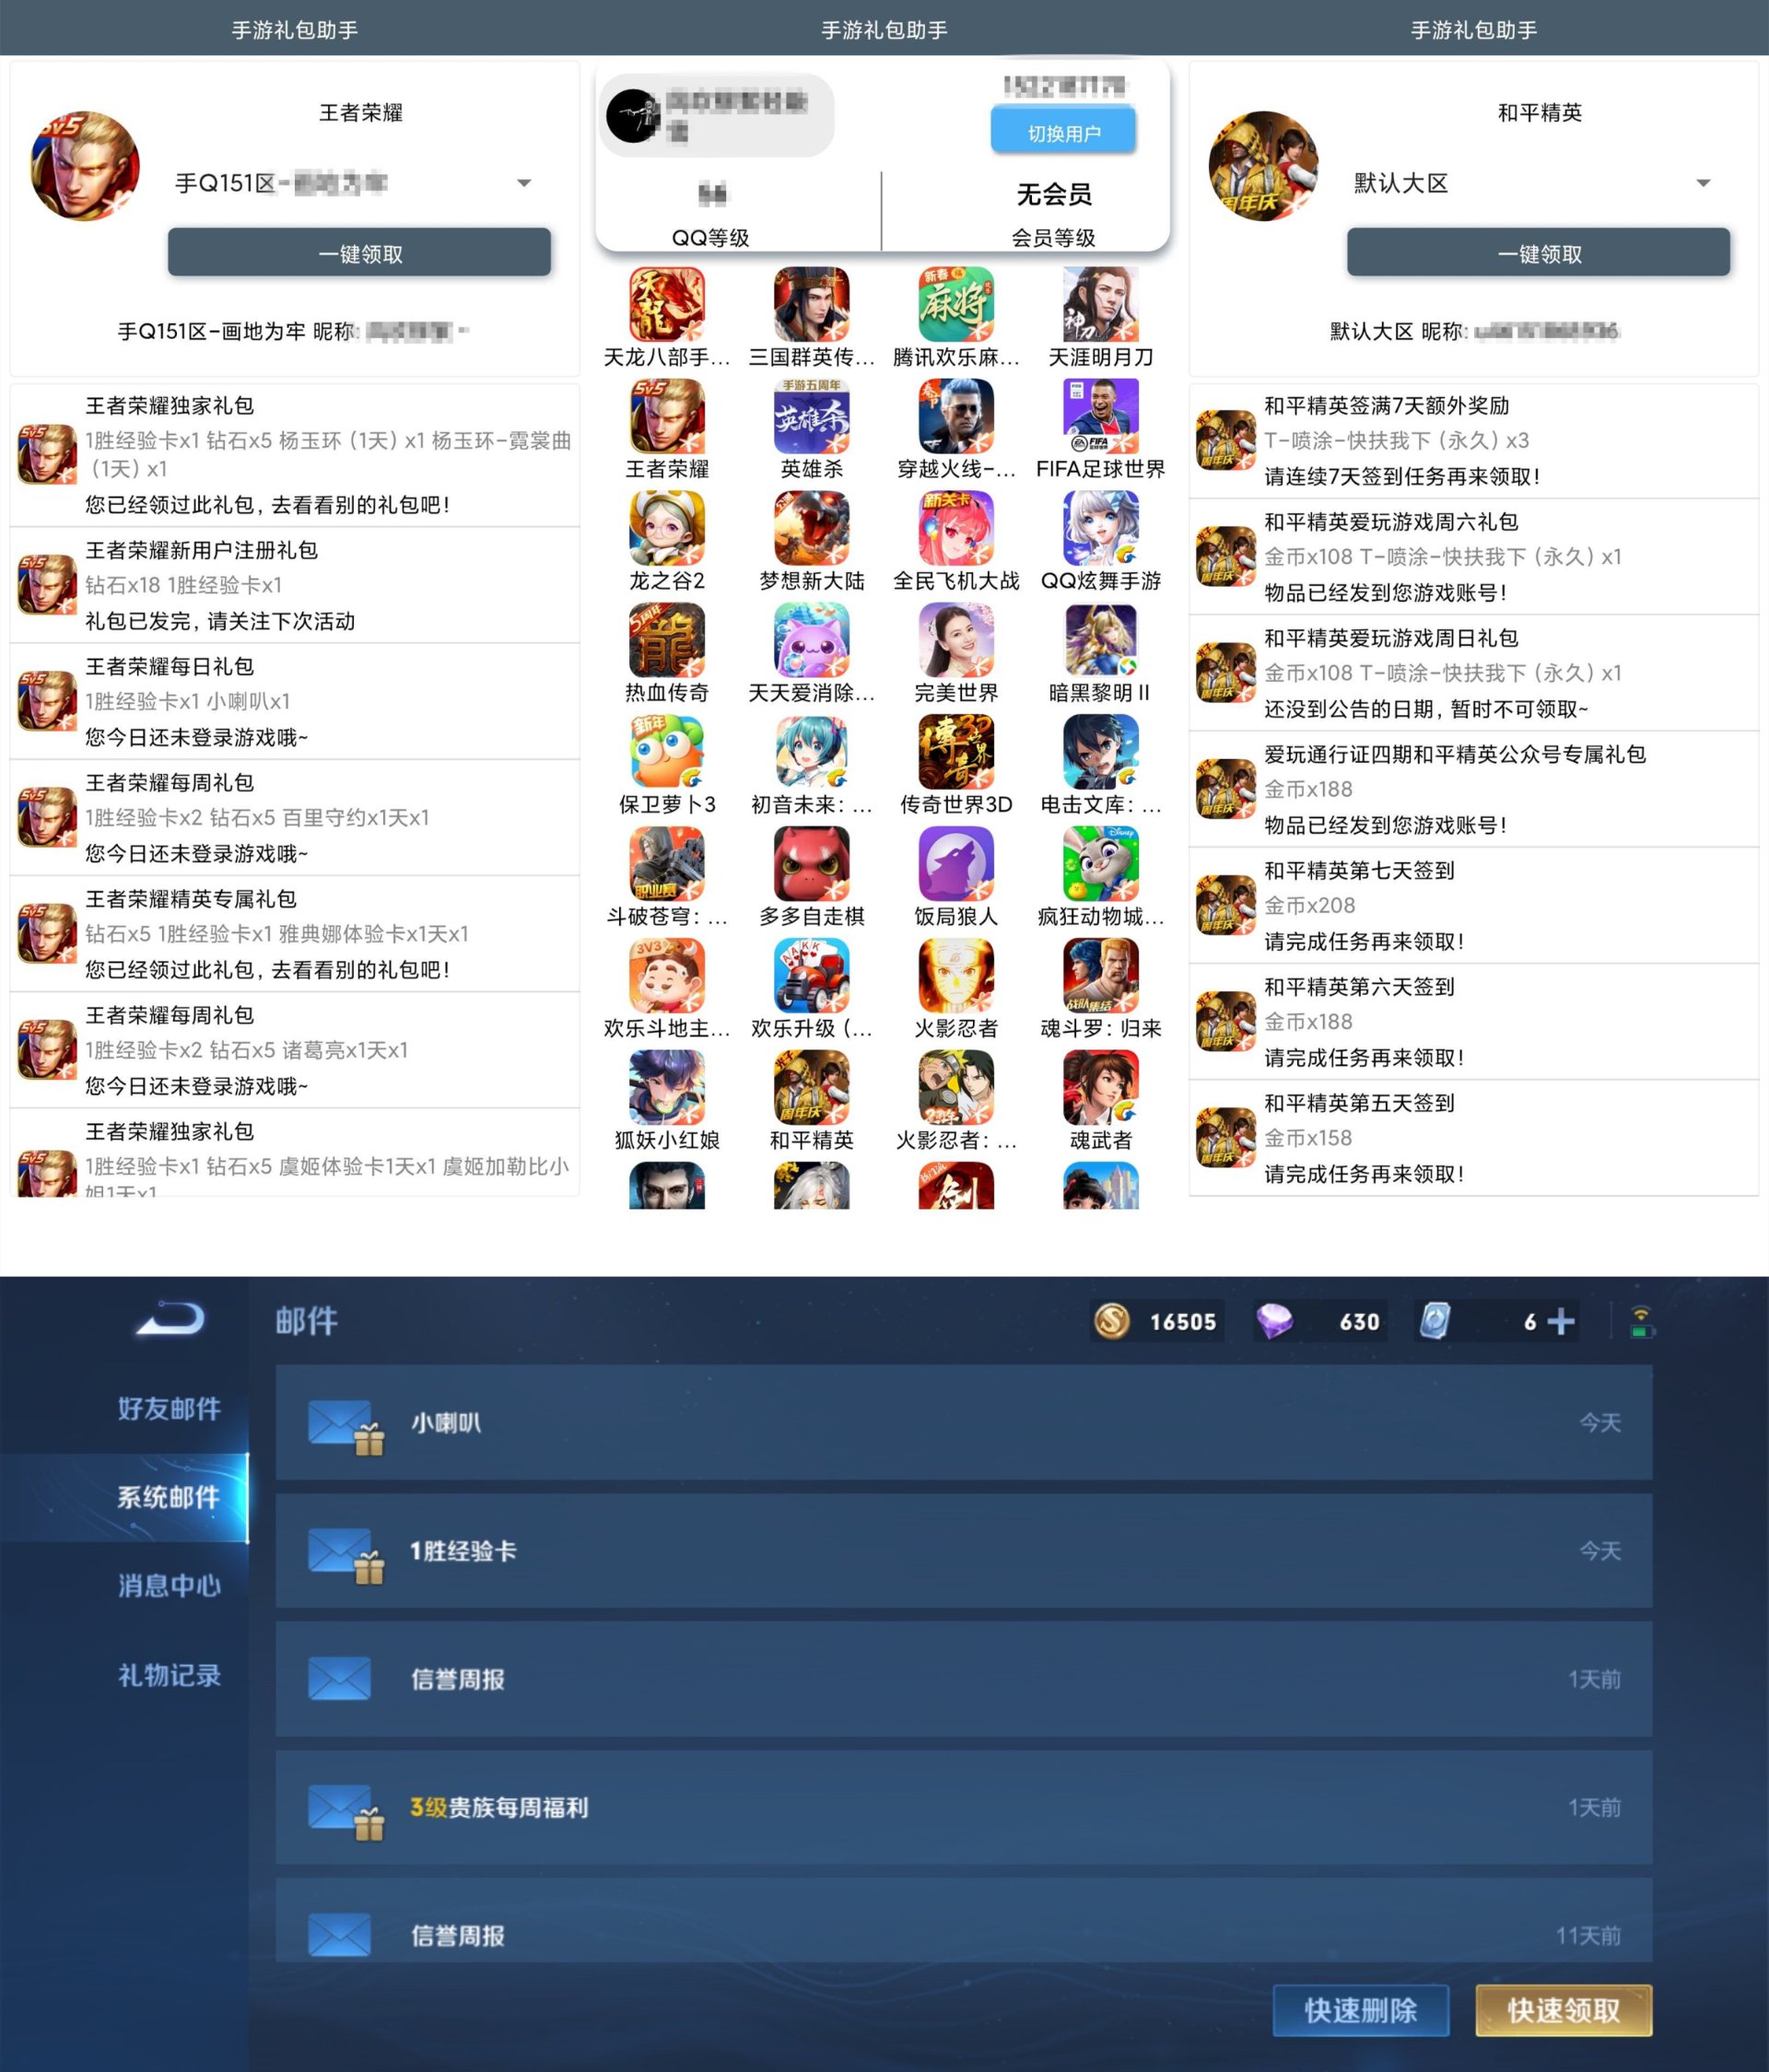 手游礼包助手
王者荣耀
手Q151区-
一键领取
手Q151区-画地为牢 昵称:
王者荣耀独家礼包
1胜经验卡x1 钻石x5 杨玉环 (1天) x1 杨玉环-霓裳曲
(1天) x1
您已经领过此礼包, 去看看别的礼包吧!
王者荣耀新用户注册礼包
钻石x18 1胜经验卡x1
礼包已发完, 请关注下次活动
王者荣耀每日礼包
1胜经验卡x1 小喇叭x1
您今日还未登录游戏哦~
王者荣耀每周礼包
1胜经验卡x2 钻石x5 百里守约x1天x1
您今日还未登录游戏哦~
王者荣耀精英专属礼包
钻石x5 1胜经验卡x1 雅典娜体验卡x1天x1
您已经领过此礼包, 去看看别的礼包吧!
王者荣耀每周礼包
1胜经验卡x2 钻石x5 诸葛亮x1天x1
您今日还未登录游戏哦~
王者荣耀独家礼包
1胜经验卡x1 钻石x5 虞姬体验卡1天x1 虞姬加勒比小
姐1天x1
手游礼包助手
切换用户
无会员
QQ等级
会员等级
天龙八部手...
三国群英传...
腾讯欢乐麻...
天涯明月刀
王者荣耀
英雄杀
穿越火线-...
FIFA足球世界
龙之谷2
梦想新大陆
全民飞机大战
QQ炫舞手游
热血传奇
天天爱消除...
完美世界
暗黑黎明II
保卫萝卜3
初音未来: ...
传奇世界3D
电击文库: ...
斗破苍穹: ...
多多自走棋
饭局狼人
疯狂动物城...
欢乐斗地主...
欢乐升级 (...
火影忍者
魂斗罗: 归来
狐妖小红娘
和平精英
火影忍者: ...
魂武者
手游礼包助手
和平精英
默认大区
一键领取
默认大区 昵称:
和平精英签满7天额外奖励
T-喷涂-快扶我下 (永久) x3
请连续7天签到任务再来领取!
和平精英爱玩游戏周六礼包
金币x108 T-喷涂-快扶我下 (永久) x1
物品已经发到您游戏账号!
和平精英爱玩游戏周日礼包
金币x108 T-喷涂-快扶我下 (永久) x1
还没到公告的日期, 暂时不可领取~
爱玩通行证四期和平精英公众号专属礼包
金币x188
物品已经发到您游戏账号!
和平精英第七天签到
金币x208
请完成任务再来领取!
和平精英第六天签到
金币x188
请完成任务再来领取!
和平精英第五天签到
金币x158
请完成任务再来领取!
邮件
16505
630
6
好友邮件
系统邮件
消息中心
礼物记录
小喇叭
今天
1胜经验卡
今天
信誉周报
1天前
3级贵族每周福利
1天前
信誉周报
11天前
快速删除
快速领取